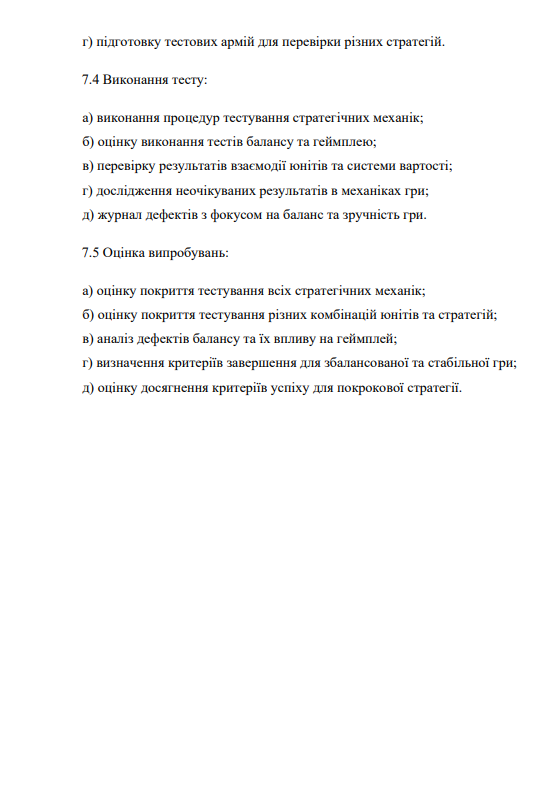 г) підготовку тестових армій для перевірки різних стратегій.
7.4 Виконання тесту:
а) виконання процедур тестування стратегічних механік;
б) оцінку виконання тестів балансу та геймплею;
в) перевірку результатів взаємодії юнітів та системи вартості;
г) дослідження неочікуваних результатів в механіках гри;
д) журнал дефектів з фокусом на баланс та зручність гри.
7.5 Оцінка випробувань:
а) оцінку покриття тестування всіх стратегічних механік;
б) оцінку покриття тестування різних комбінацій юнітів та стратегій;
в) аналіз дефектів балансу та їх впливу на геймплей;
г) визначення критеріїв завершення для збалансованої та стабільної гри;
д) оцінку досягнення критеріїв успіху для покрокової стратегії.